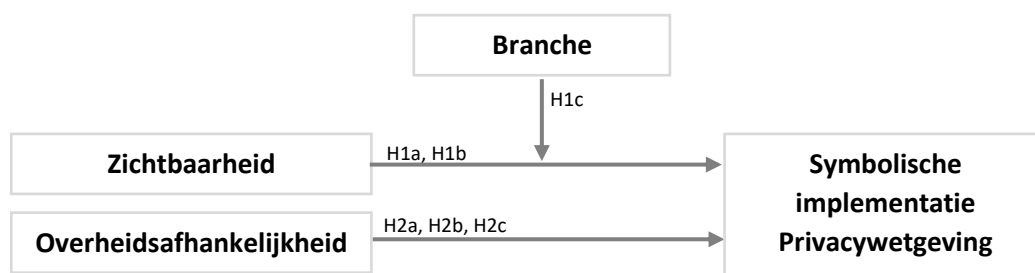 Branche
H1c
Zichtbaarheid
H1a, H1b
Symbolische
implementatie
Privacywetgeving
Overheidsafhankelijkheid
H2a, H2b, H2c